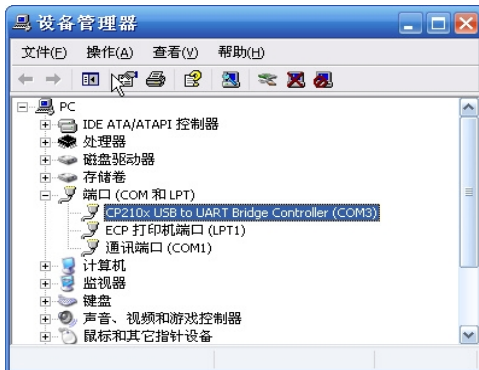 设备管理器
文件(F) 操作(A) 查看(V) 帮助(H)
PC
IDE ATA/ATAPI 控制器
处理器
磁盘驱动器
存储卷
端口 (COM 和 LPT)
CP210x USB to UART Bridge Controller (COM3)
ECP 打印机端口 (LPT1)
通讯端口 (COM1)
计算机
监视器
键盘
声音、视频和游戏控制器
鼠标和其它指针设备